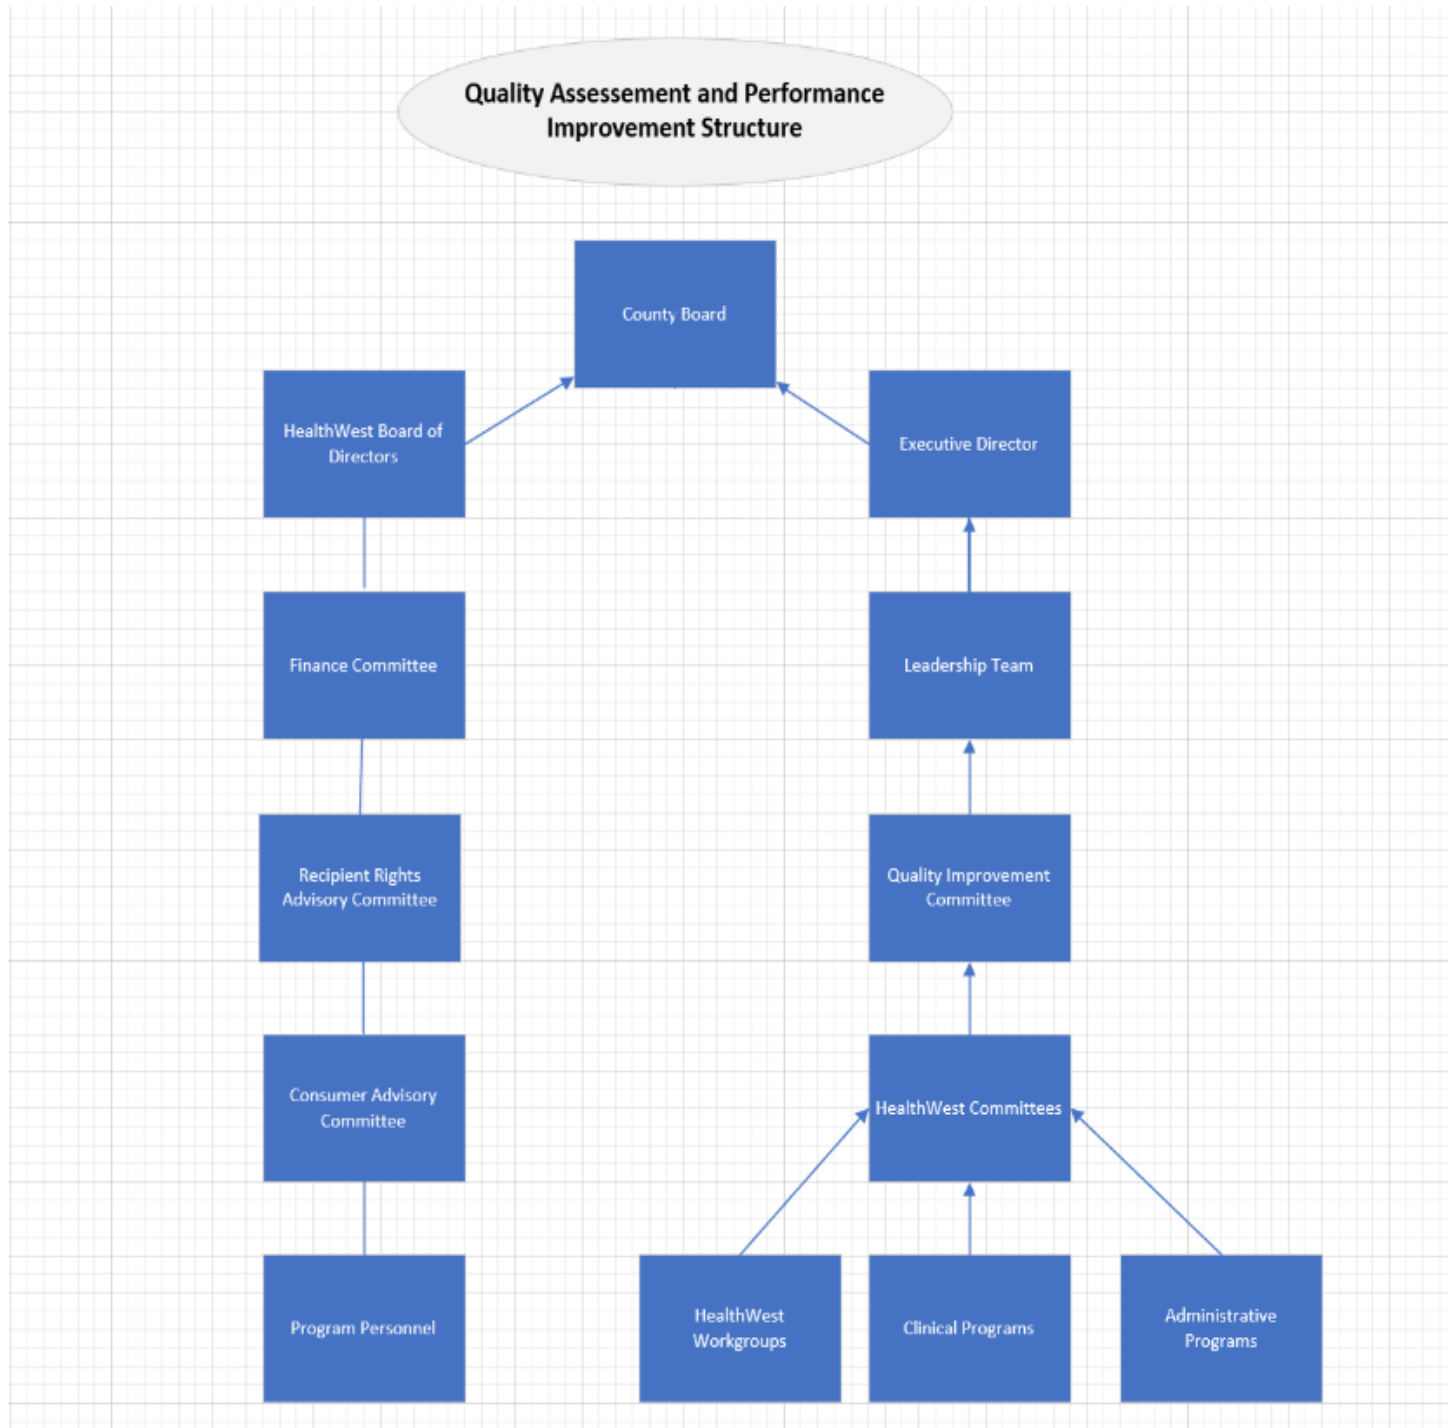 Quality Assessement and Performance
Improvement Structure
County Board
HealthWest Board of
Directors
Executive Director
Finance Committee
Leadership Team
Recipient Rights
Advisory Committee
Quality Improvement
Committee
Consumer Advisory
Committee
HealthWest Committees
Program Personnel
HealthWest
Workgroups
Clinical Programs
Administrative
Programs